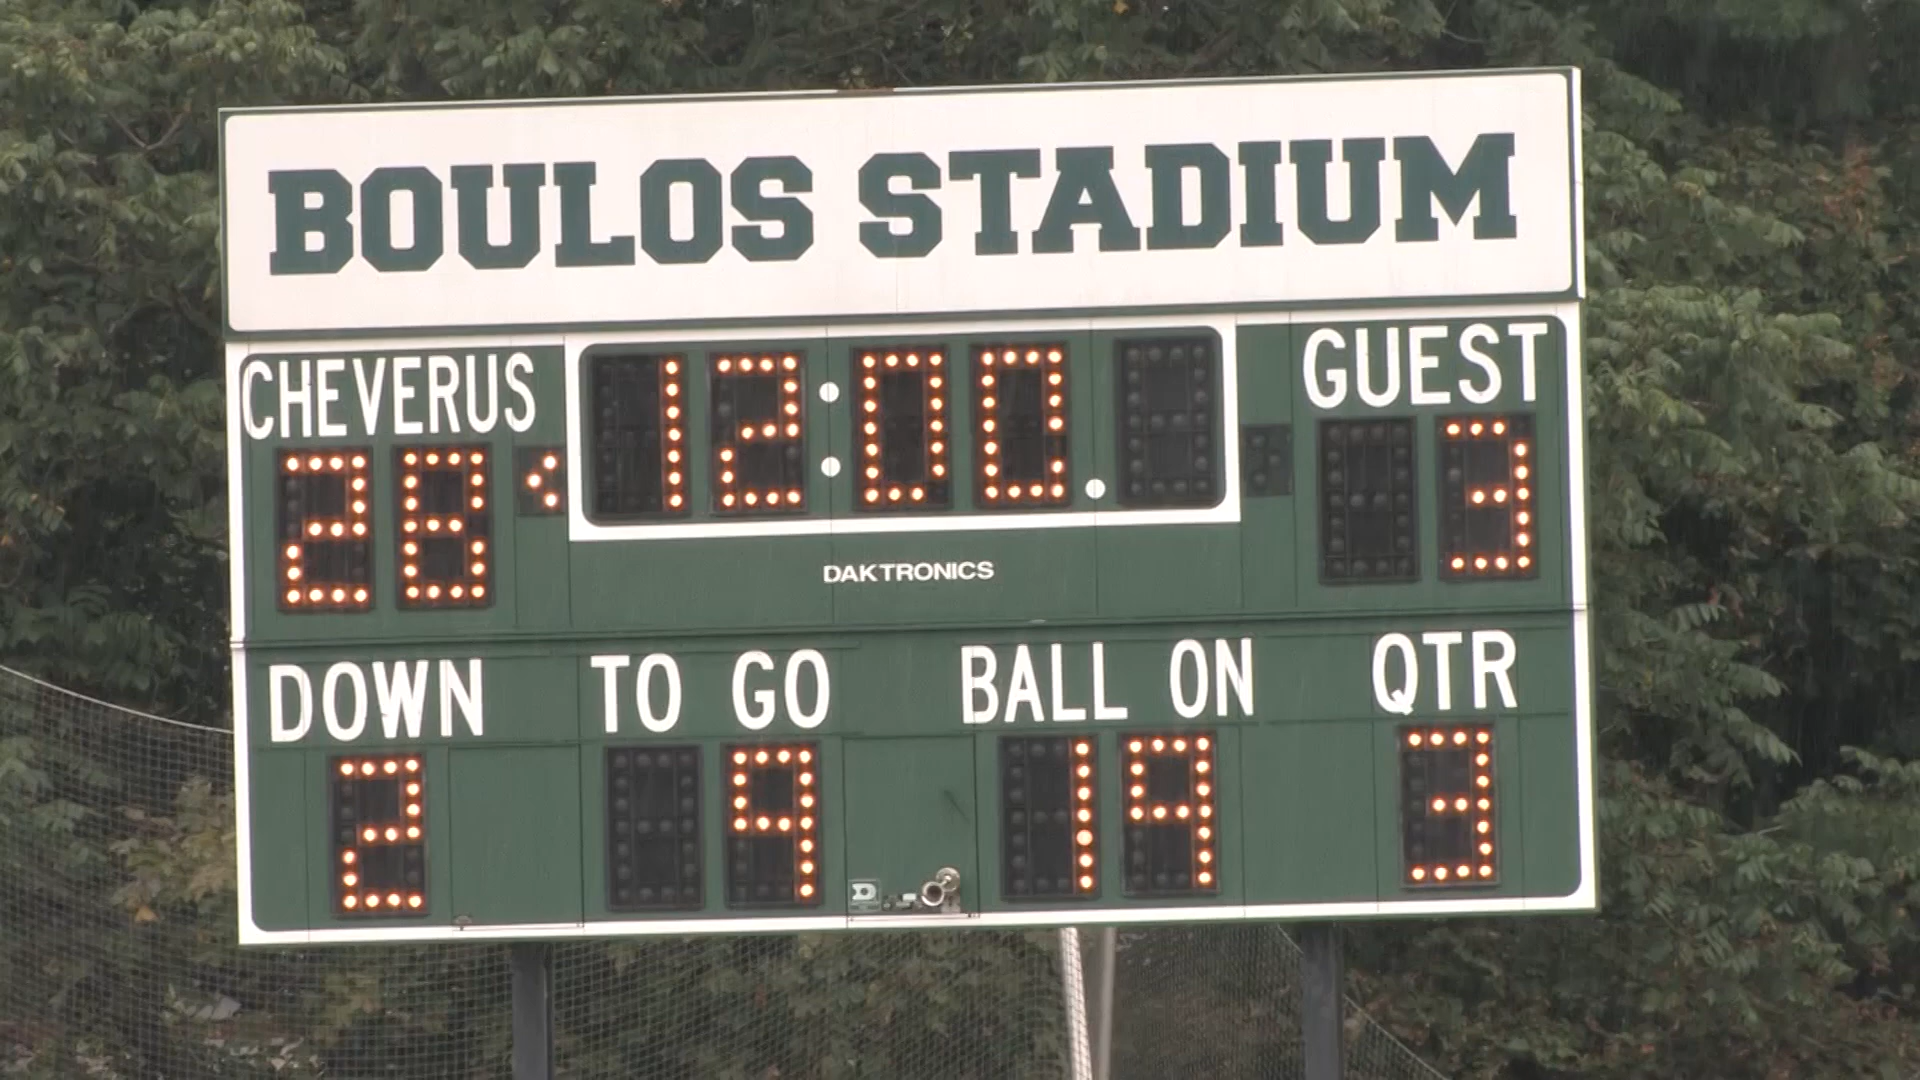 BOULOS STADIUM
CHEVERUS 12:00. GUEST
28 3
DAKTRONICS
DOWN TO GO BALL ON QTR
2 9 19 3